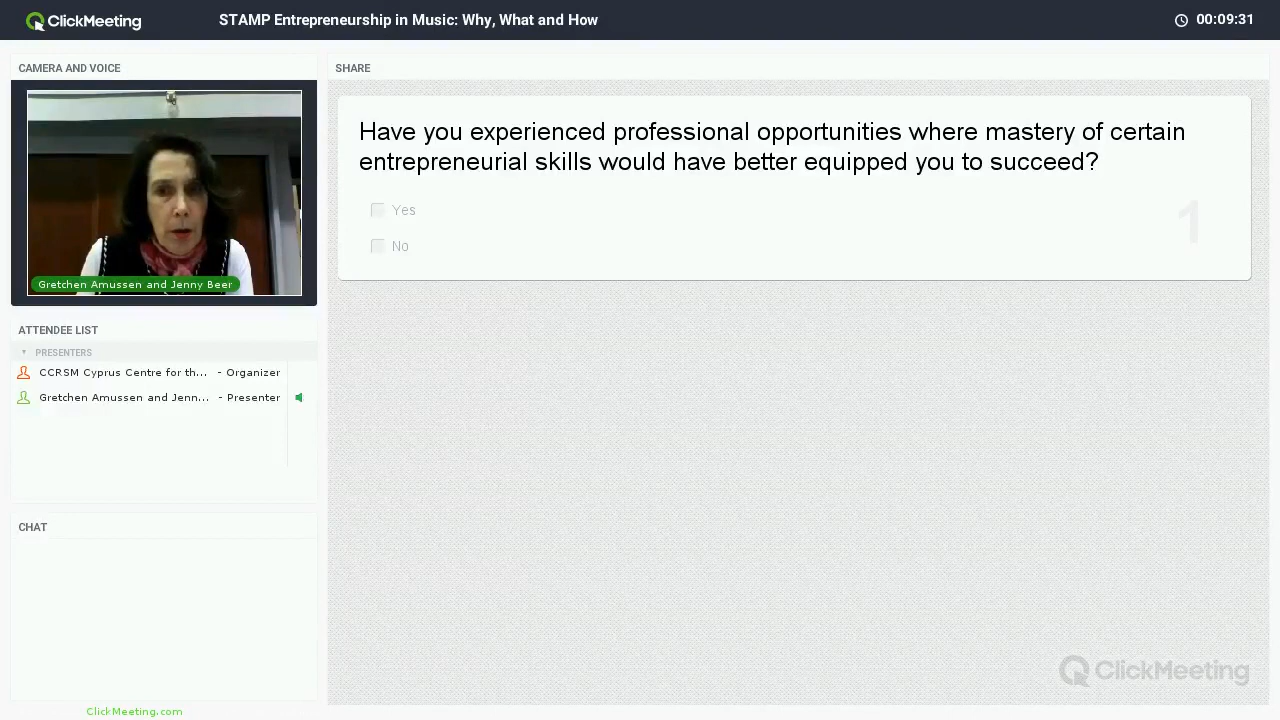 ClickMeeting
STAMP Entrepreneurship in Music: Why, What and How
00:09:31
CAMERA AND VOICE
Gretchen Amussen and Jenny Beer
ATTENDEE LIST
PRESENTERS
CCRSM Cyprus Centre for th... - Organizer
Gretchen Amussen and Jenn... - Presenter
CHAT
ClickMeeting.com
SHARE
Have you experienced professional opportunities where mastery of certain
entrepreneurial skills would have better equipped you to succeed?
Yes
No
1
ClickMeeting